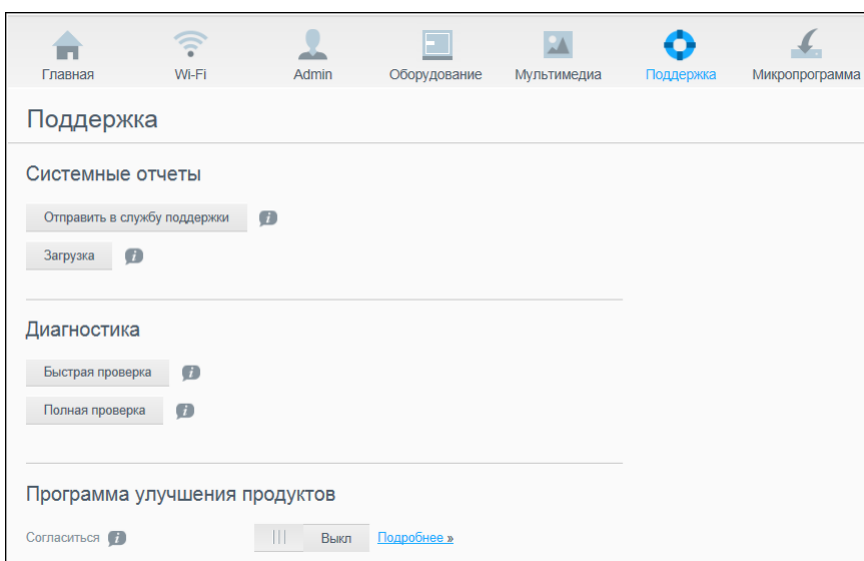 Главная Wi-Fi Admin Оборудование Мультимедиа Поддержка Микропрограмма
Поддержка
Системные отчеты
Отправить в службу поддержки
Загрузка
Диагностика
Быстрая проверка
Полная проверка
Программа улучшения продуктов
Согласиться Выкл Подробнее »